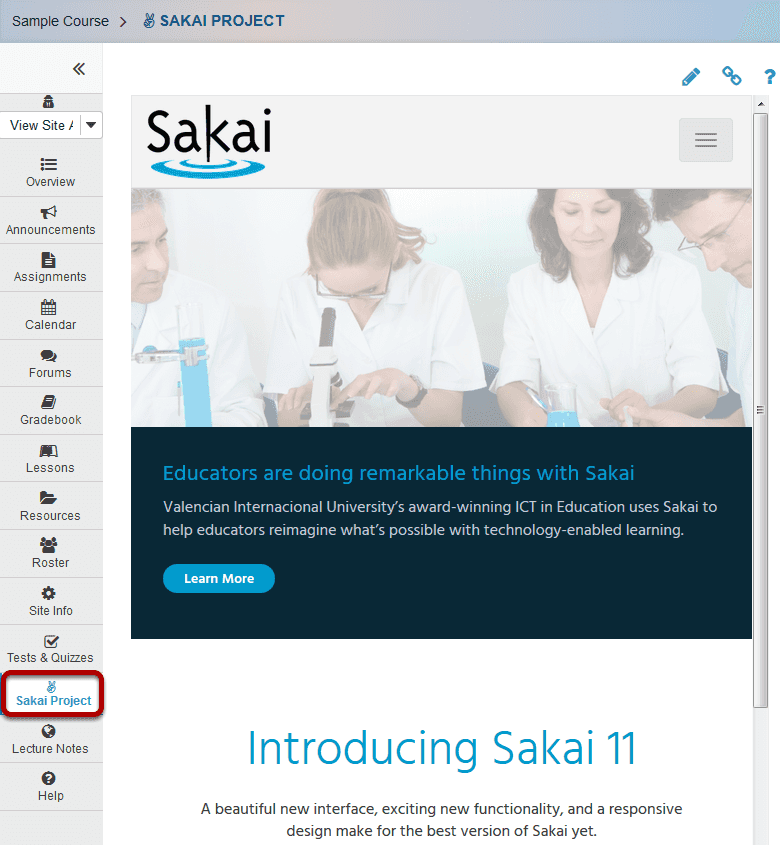 Sample Course > SAKAI PROJECT
«
View Site A
Overview
Announcements
Assignments
Calendar
Forums
Gradebook
Lessons
Resources
Roster
Site Info
Tests & Quizzes
Sakai Project
Lecture Notes
Help
?
Sakai
Educators are doing remarkable things with Sakai
Valencian Internacional University’s award-winning ICT in Education uses Sakai to
help educators reimagine what’s possible with technology-enabled learning.
Learn More
Introducing Sakai 11
A beautiful new interface, exciting new functionality, and a responsive
design make for the best version of Sakai yet.